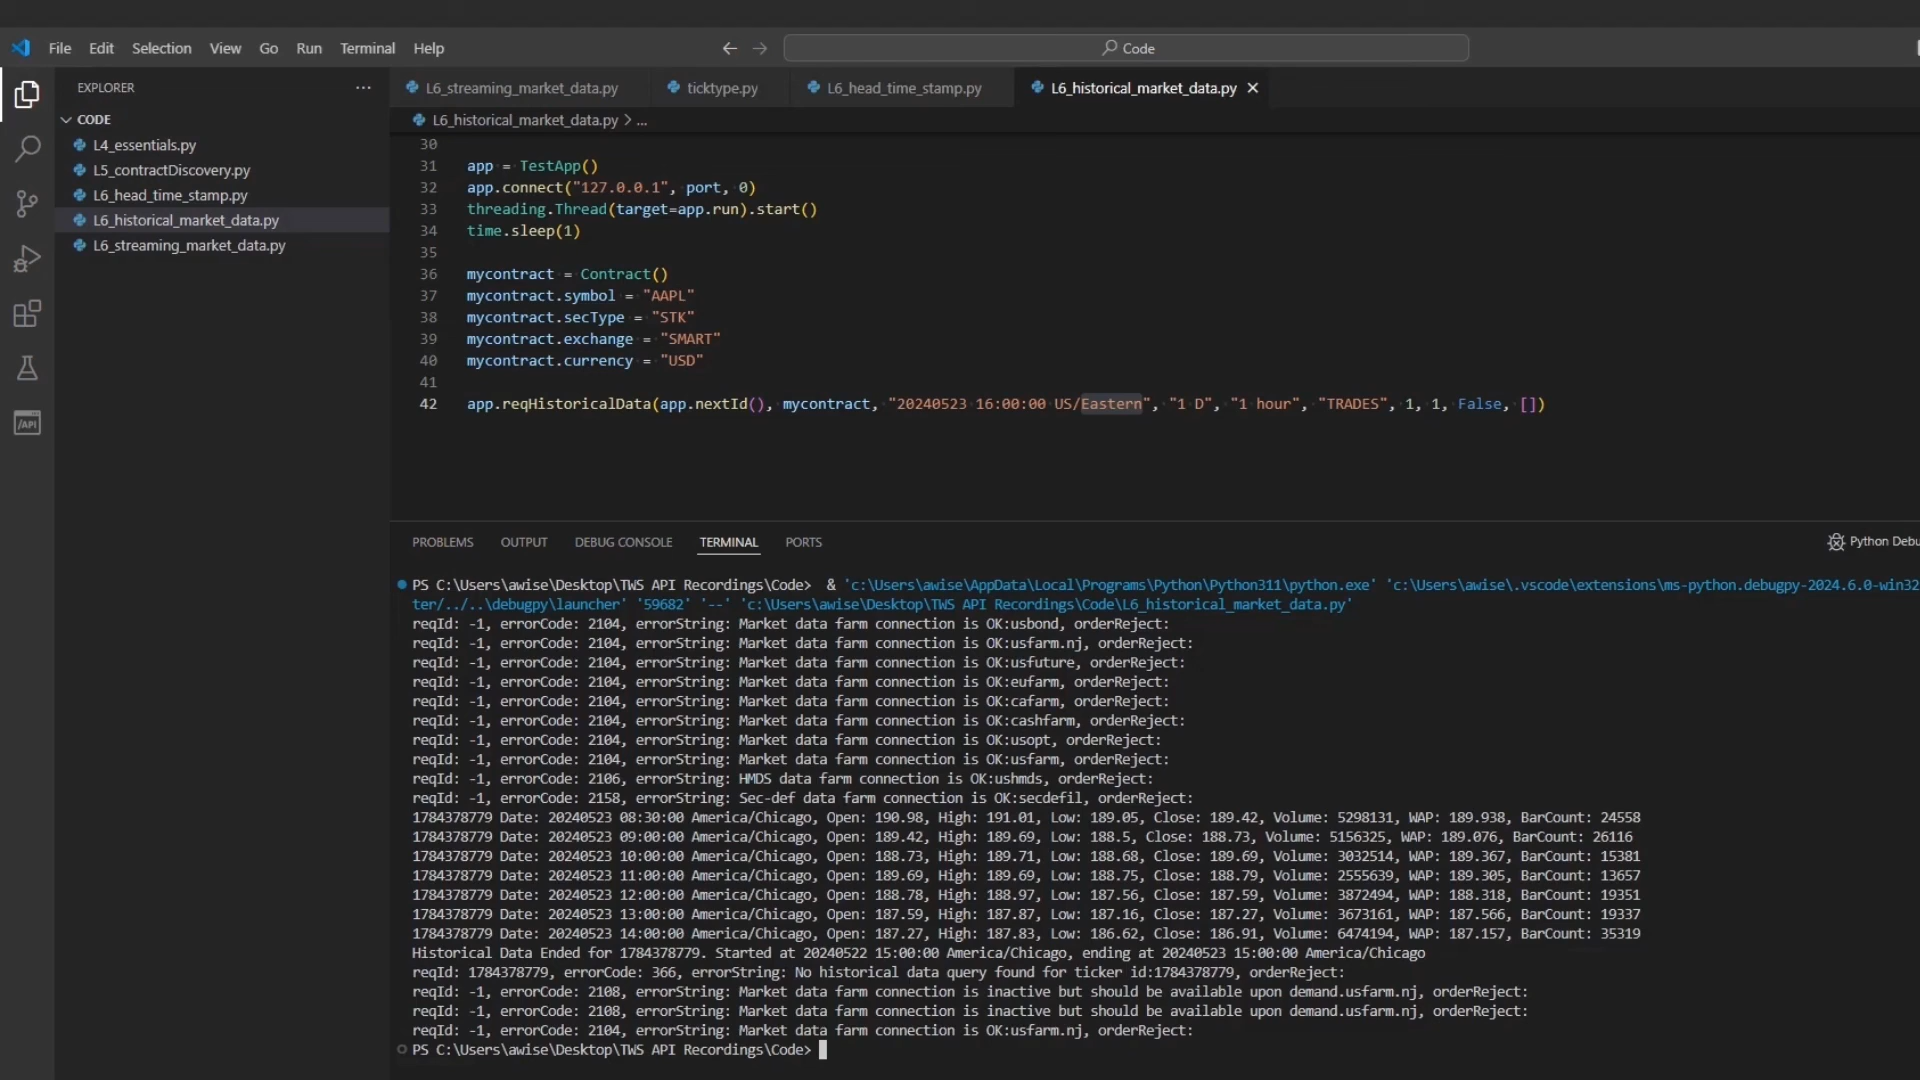 File Edit Selection View Go Run Terminal Help
Code
EXPLORER ...
L6_streaming_market_data.py ticktype.py L6_head_time_stamp.py L6_historical_market_data.py
CODE
L4_essentials.py
L5_contractDiscovery.py
L6_head_time_stamp.py
L6_historical_market_data.py
L6_streaming_market_data.py
API
L6_historical_market_data.py > ...
30
31 app = TestApp()
32 app.connect("127.0.0.1", port, 0)
33 threading.Thread(target=app.run).start()
34 time.sleep(1)
35
36 mycontract = Contract()
37 mycontract.symbol = "AAPL"
38 mycontract.secType = "STK"
39 mycontract.exchange = "SMART"
40 mycontract.currency = "USD"
41
42 app.reqHistoricalData(app.nextId(), mycontract, "20240523 16:00:00 US/Eastern", "1 D", "1 hour", "TRADES", 1, 1, False, [])
PROBLEMS OUTPUT DEBUG CONSOLE TERMINAL PORTS
Python Debu
PS C:\Users\awise\Desktop\TWS API Recordings\Code> & 'c:\Users\awise\AppData\Local\Programs\Python\Python311\python.exe' 'c:\Users\awise\.vscode\extensions\ms-python.debugpy-2024.6.0-win32
ter/../..\debugpy\launcher' '59682' '--' 'c:\Users\awise\Desktop\TWS API Recordings\Code\L6_historical_market_data.py'
reqId: -1, errorCode: 2104, errorString: Market data farm connection is OK:usbond, orderReject:
reqId: -1, errorCode: 2104, errorString: Market data farm connection is OK:usfarm.nj, orderReject:
reqId: -1, errorCode: 2104, errorString: Market data farm connection is OK:usfuture, orderReject:
reqId: -1, errorCode: 2104, errorString: Market data farm connection is OK:eufarm, orderReject:
reqId: -1, errorCode: 2104, errorString: Market data farm connection is OK:cafarm, orderReject:
reqId: -1, errorCode: 2104, errorString: Market data farm connection is OK:cashfarm, orderReject:
reqId: -1, errorCode: 2104, errorString: Market data farm connection is OK:usopt, orderReject:
reqId: -1, errorCode: 2104, errorString: Market data farm connection is OK:usfarm, orderReject:
reqId: -1, errorCode: 2106, errorString: HMDS data farm connection is OK:ushmds, orderReject:
reqId: -1, errorCode: 2158, errorString: Sec-def data farm connection is OK:secdefil, orderReject:
1784378779 Date: 20240523 08:30:00 America/Chicago, Open: 190.98, High: 191.01, Low: 189.05, Close: 189.42, Volume: 5298131, WAP: 189.938, BarCount: 24558
1784378779 Date: 20240523 09:00:00 America/Chicago, Open: 189.42, High: 189.69, Low: 188.5, Close: 188.73, Volume: 5156325, WAP: 189.076, BarCount: 26116
1784378779 Date: 20240523 10:00:00 America/Chicago, Open: 188.73, High: 189.71, Low: 188.68, Close: 189.69, Volume: 3032514, WAP: 189.367, BarCount: 15381
1784378779 Date: 20240523 11:00:00 America/Chicago, Open: 189.69, High: 189.69, Low: 188.75, Close: 188.79, Volume: 2555639, WAP: 189.305, BarCount: 13657
1784378779 Date: 20240523 12:00:00 America/Chicago, Open: 188.78, High: 188.97, Low: 187.56, Close: 187.59, Volume: 3872494, WAP: 188.318, BarCount: 19351
1784378779 Date: 20240523 13:00:00 America/Chicago, Open: 187.59, High: 187.87, Low: 187.16, Close: 187.27, Volume: 3673161, WAP: 187.566, BarCount: 19337
1784378779 Date: 20240523 14:00:00 America/Chicago, Open: 187.27, High: 187.83, Low: 186.62, Close: 186.91, Volume: 6474194, WAP: 187.157, BarCount: 35319
Historical Data Ended for 1784378779. Started at 20240522 15:00:00 America/Chicago, ending at 20240523 15:00:00 America/Chicago
reqId: 1784378779, errorCode: 366, errorString: No historical data query found for ticker id:1784378779, orderReject:
reqId: -1, errorCode: 2108, errorString: Market data farm connection is inactive but should be available upon demand.usfarm.nj, orderReject:
reqId: -1, errorCode: 2108, errorString: Market data farm connection is inactive but should be available upon demand.usfarm.nj, orderReject:
reqId: -1, errorCode: 2104, errorString: Market data farm connection is OK:usfarm.nj, orderReject:
PS C:\Users\awise\Desktop\TWS API Recordings\Code>